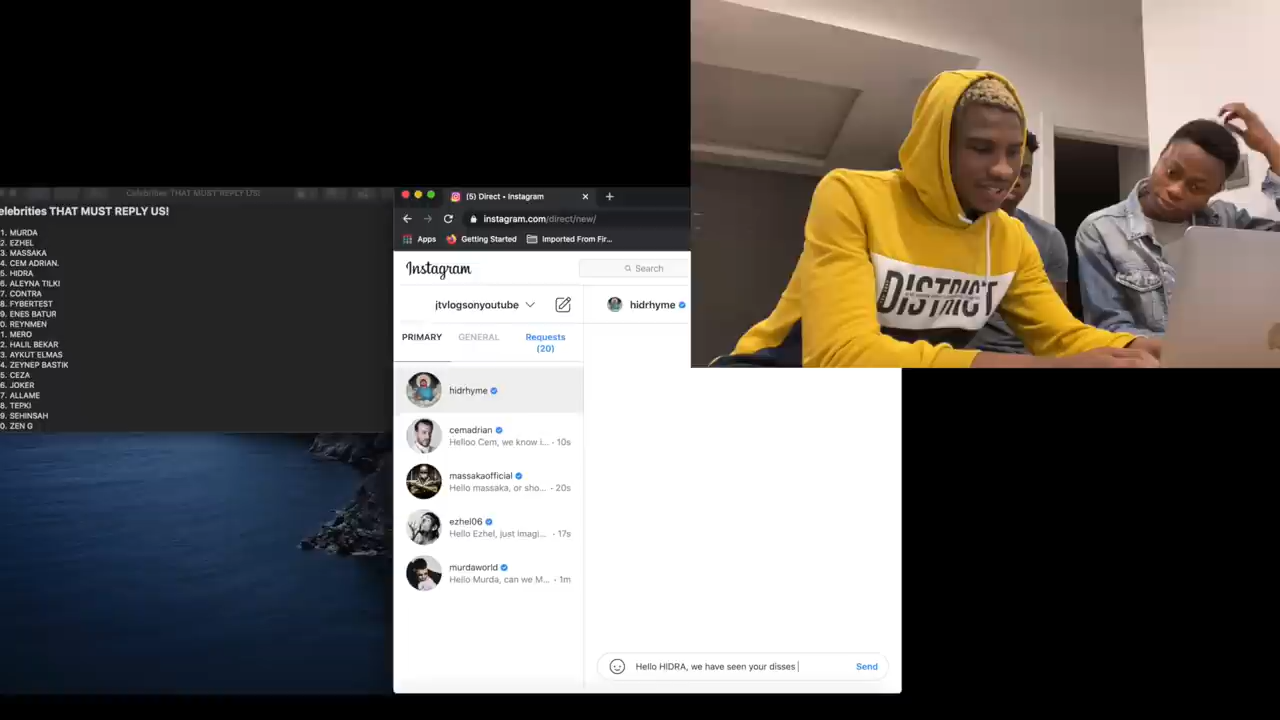 Celebrities THAT MUST REPLY US!
elebrities THAT MUST REPLY US!
1. MURDA
2. EZHEL
3. MASSAKA
4. CEM ADRIAN.
5. HIDRA
6. ALEYNA TILKI
7. CONTRA
8. FYBERTEST
9. ENES BATUR
0. REYNMEN
1. MERO
2. HALIL BEKAR
3. AYKUT ELMAS
4. ZEYNEP BASTIK
5. CEZA
6. JOKER
7. ALLAME
8. TEPKI
9. SEHINSAH
0. ZEN G
(5) Direct • Instagram
instagram.com/direct/new/
Apps
Getting Started
Imported From Fir...
Instagram
Search
jtvlogsonyoutube
hidrhyme
PRIMARY
GENERAL
Requests
(20)
hidrhyme
cemadrian
Helloo Cem, we know i... · 10s
massakaofficial
Hello massaka, or sho... · 20s
ezhel06
Hello Ezhel, just imagi... · 17s
murdaworld
Hello Murda, can we M... · 1m
Hello HIDRA, we have seen your disses
Send
DISTRICT